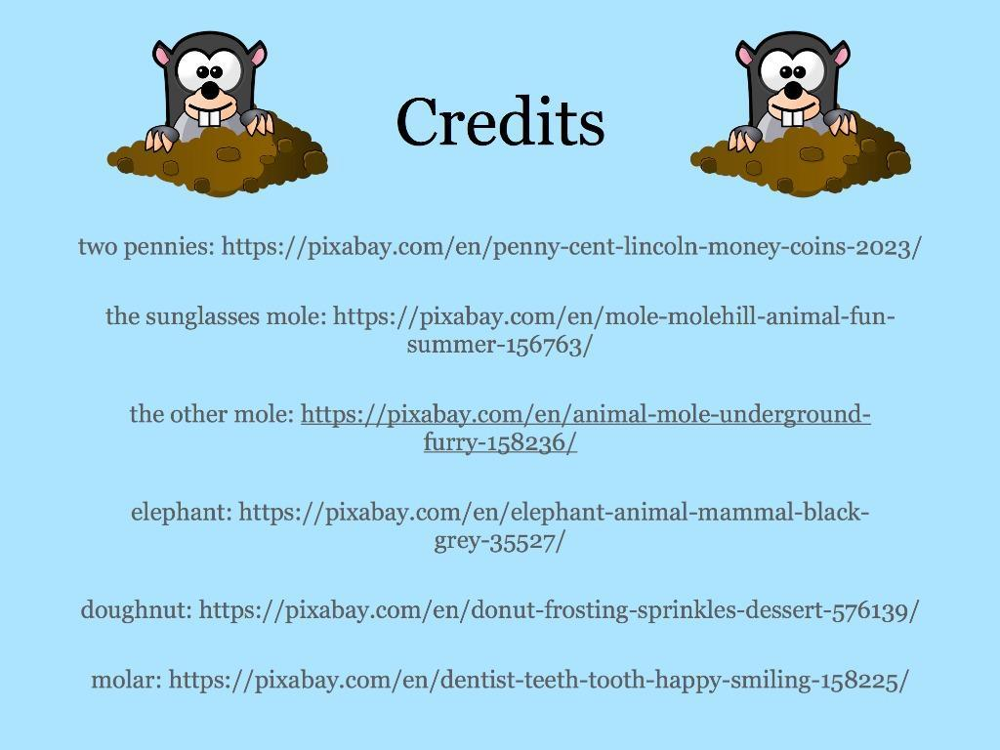 Credits
two pennies: https://pixabay.com/en/penny-cent-lincoln-money-coins-2023/
the sunglasses mole: https://pixabay.com/en/mole-molehill-animal-fun-
summer-156763/
the other mole: https://pixabay.com/en/animal-mole-underground-
furry-158236/
elephant: https://pixabay.com/en/elephant-animal-mammal-black-
grey-35527/
doughnut: https://pixabay.com/en/donut-frosting-sprinkles-dessert-576139/
molar: https://pixabay.com/en/dentist-teeth-tooth-happy-smiling-158225/